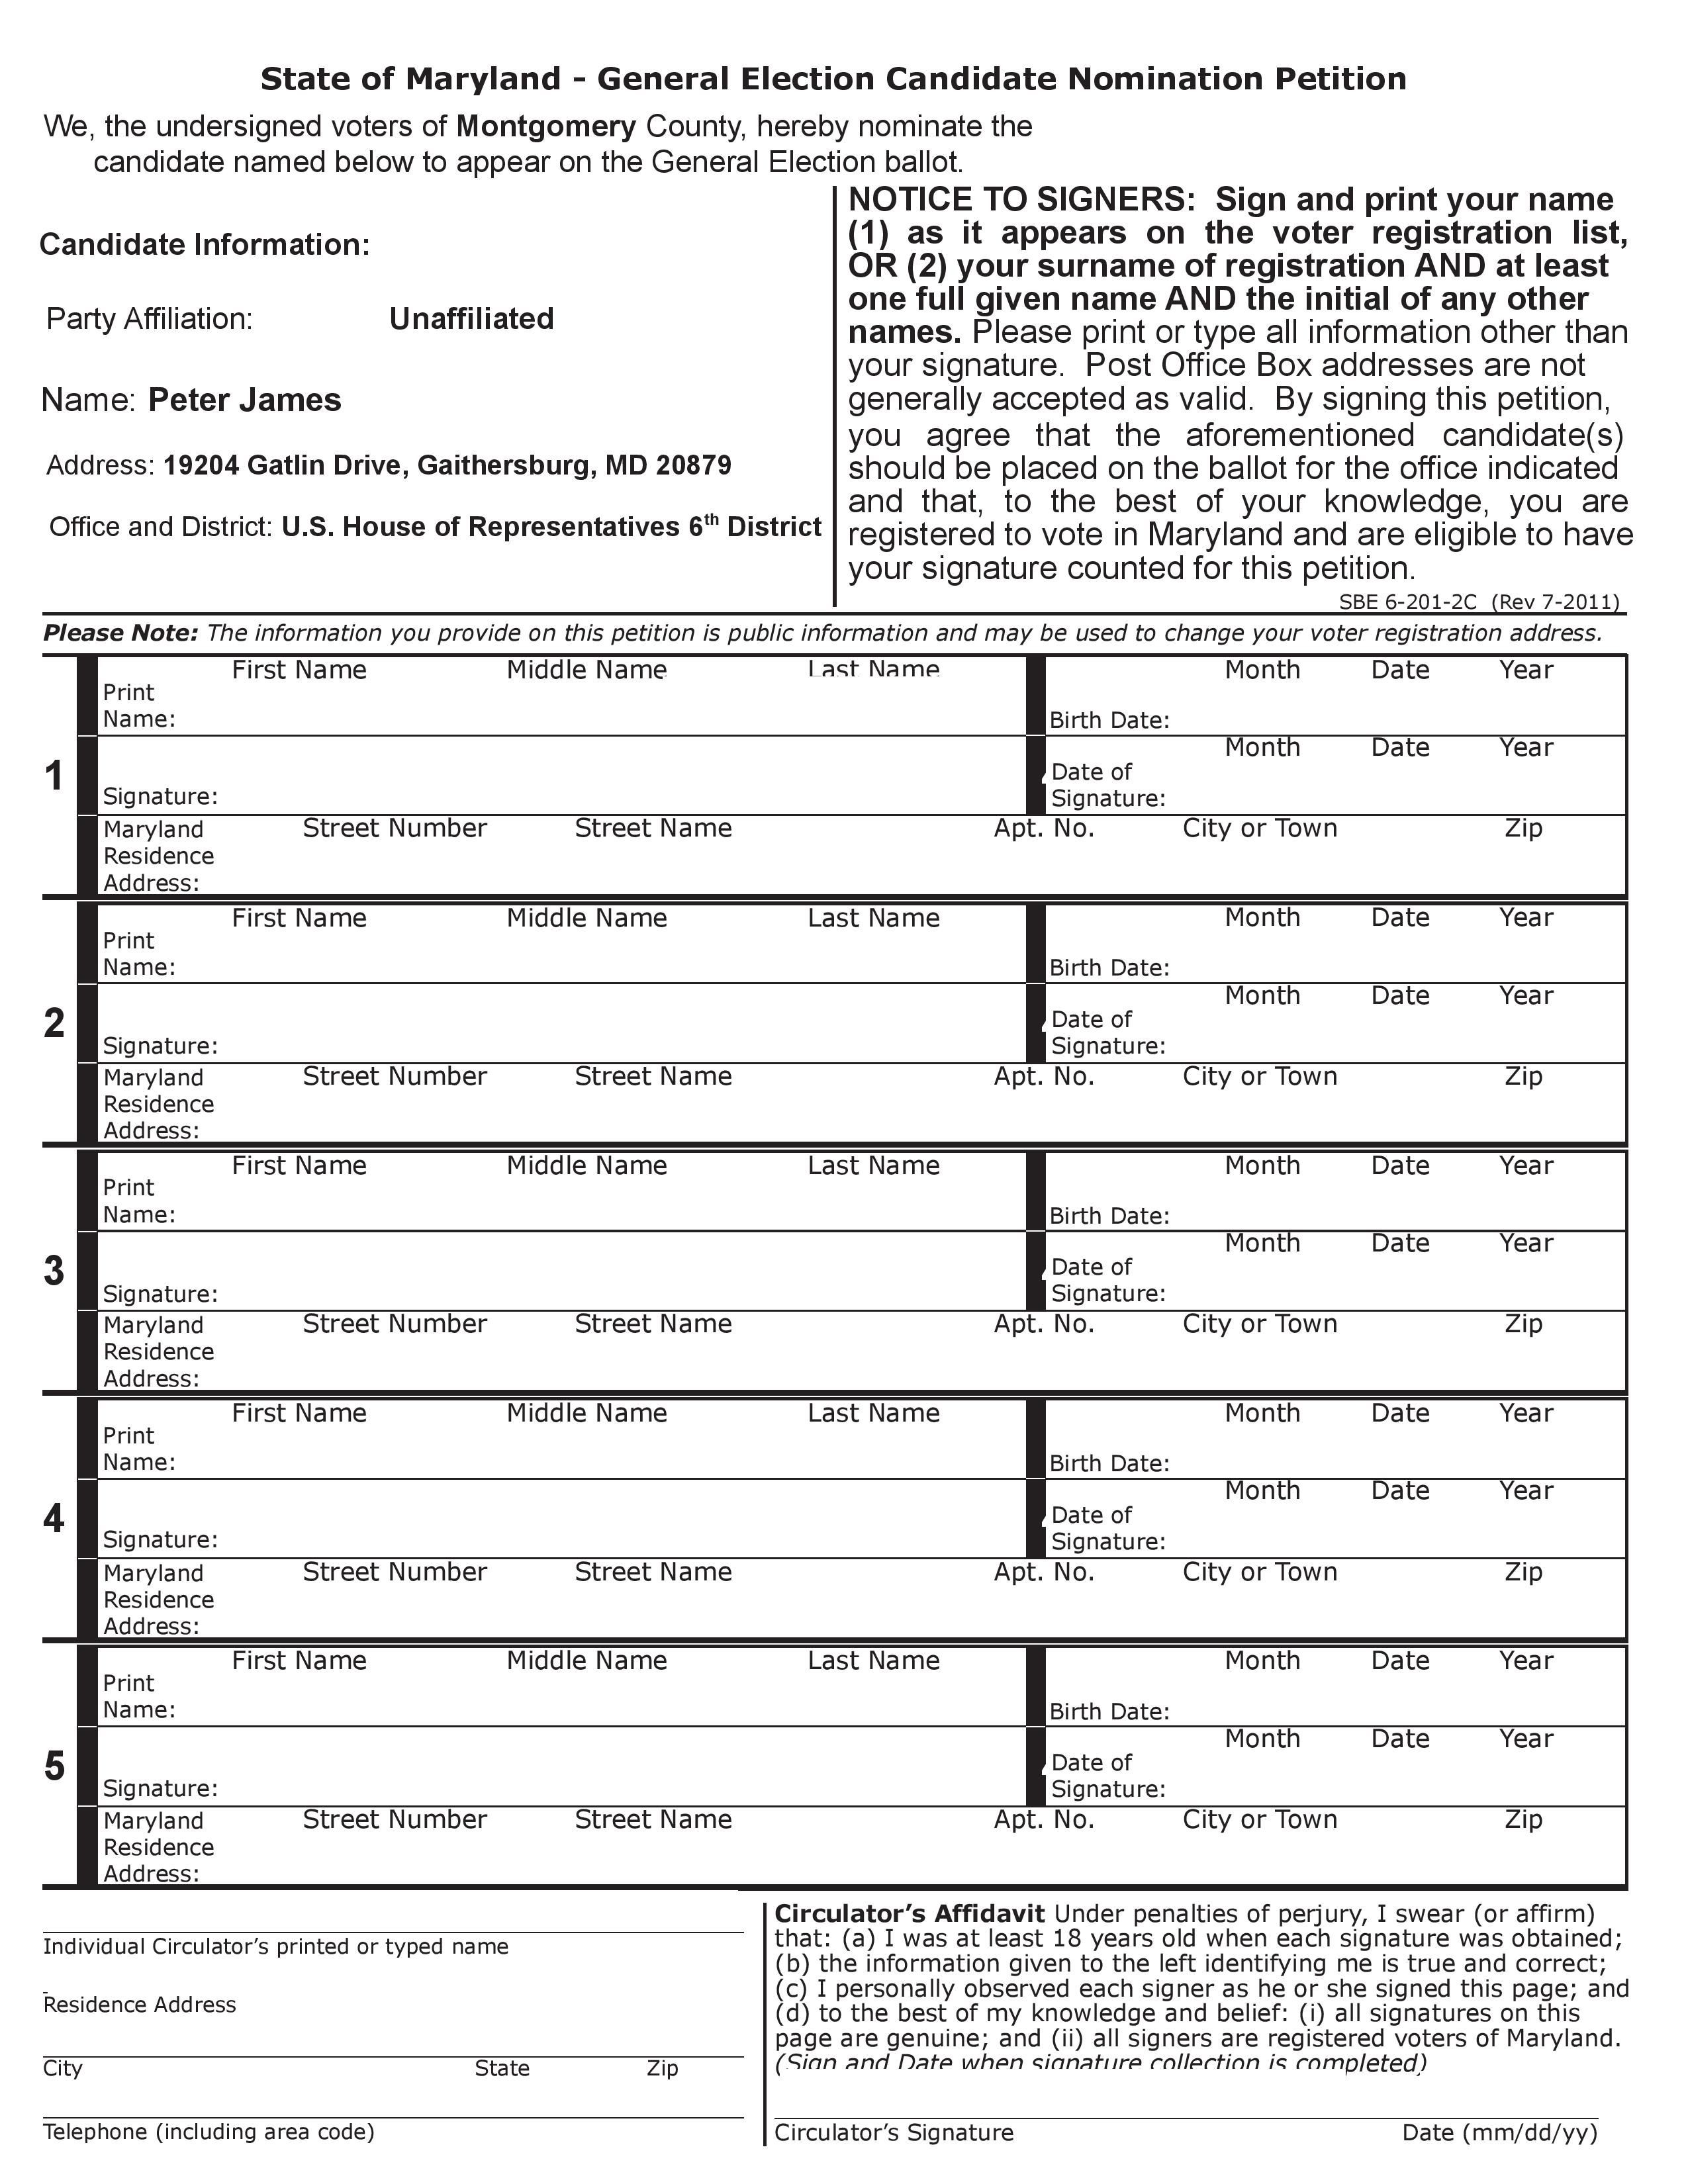 State of Maryland - General Election Candidate Nomination Petition
We, the undersigned voters of Montgomery County, hereby nominate the
candidate named below to appear on the General Election ballot.
Candidate Information:
Party Affiliation: Unaffiliated
Name: Peter James
Address: 19204 Gatlin Drive, Gaithersburg, MD 20879
Office and District: U.S. House of Representatives 6th District
NOTICE TO SIGNERS: Sign and print your name
(1) as it appears on the voter registration list,
OR (2) your surname of registration AND at least
one full given name AND the initial of any other
names. Please print or type all information other than
your signature. Post Office Box addresses are not
generally accepted as valid. By signing this petition,
you agree that the aforementioned candidate(s)
should be placed on the ballot for the office indicated
and that, to the best of your knowledge, you are
registered to vote in Maryland and are eligible to have
your signature counted for this petition.
SBE 6-201-2C (Rev 7-2011)
Please Note: The information you provide on this petition is public information and may be used to change your voter registration address.
1
First Name Middle Name Last Name
Print
Name:
Month Date Year
Birth Date:
Signature:
Month Date Year
Date of
Signature:
Maryland Street Number Street Name Apt. No. City or Town Zip
Residence
Address:
2
First Name Middle Name Last Name
Print
Name:
Month Date Year
Birth Date:
Signature:
Month Date Year
Date of
Signature:
Maryland Street Number Street Name Apt. No. City or Town Zip
Residence
Address:
3
First Name Middle Name Last Name
Print
Name:
Month Date Year
Birth Date:
Signature:
Month Date Year
Date of
Signature:
Maryland Street Number Street Name Apt. No. City or Town Zip
Residence
Address:
4
First Name Middle Name Last Name
Print
Name:
Month Date Year
Birth Date:
Signature:
Month Date Year
Date of
Signature:
Maryland Street Number Street Name Apt. No. City or Town Zip
Residence
Address:
5
First Name Middle Name Last Name
Print
Name:
Month Date Year
Birth Date:
Signature:
Month Date Year
Date of
Signature:
Maryland Street Number Street Name Apt. No. City or Town Zip
Residence
Address:
Individual Circulator's printed or typed name
Residence Address
City State Zip
Telephone (including area code)
Circulator's Affidavit Under penalties of perjury, I swear (or affirm)
that: (a) I was at least 18 years old when each signature was obtained;
(b) the information given to the left identifying me is true and correct;
(c) I personally observed each signer as he or she signed this page; and
(d) to the best of my knowledge and belief: (i) all signatures on this
page are genuine; and (ii) all signers are registered voters of Maryland.
(Sign and Date when signature collection is completed)
Circulator's Signature Date (mm/dd/yy)